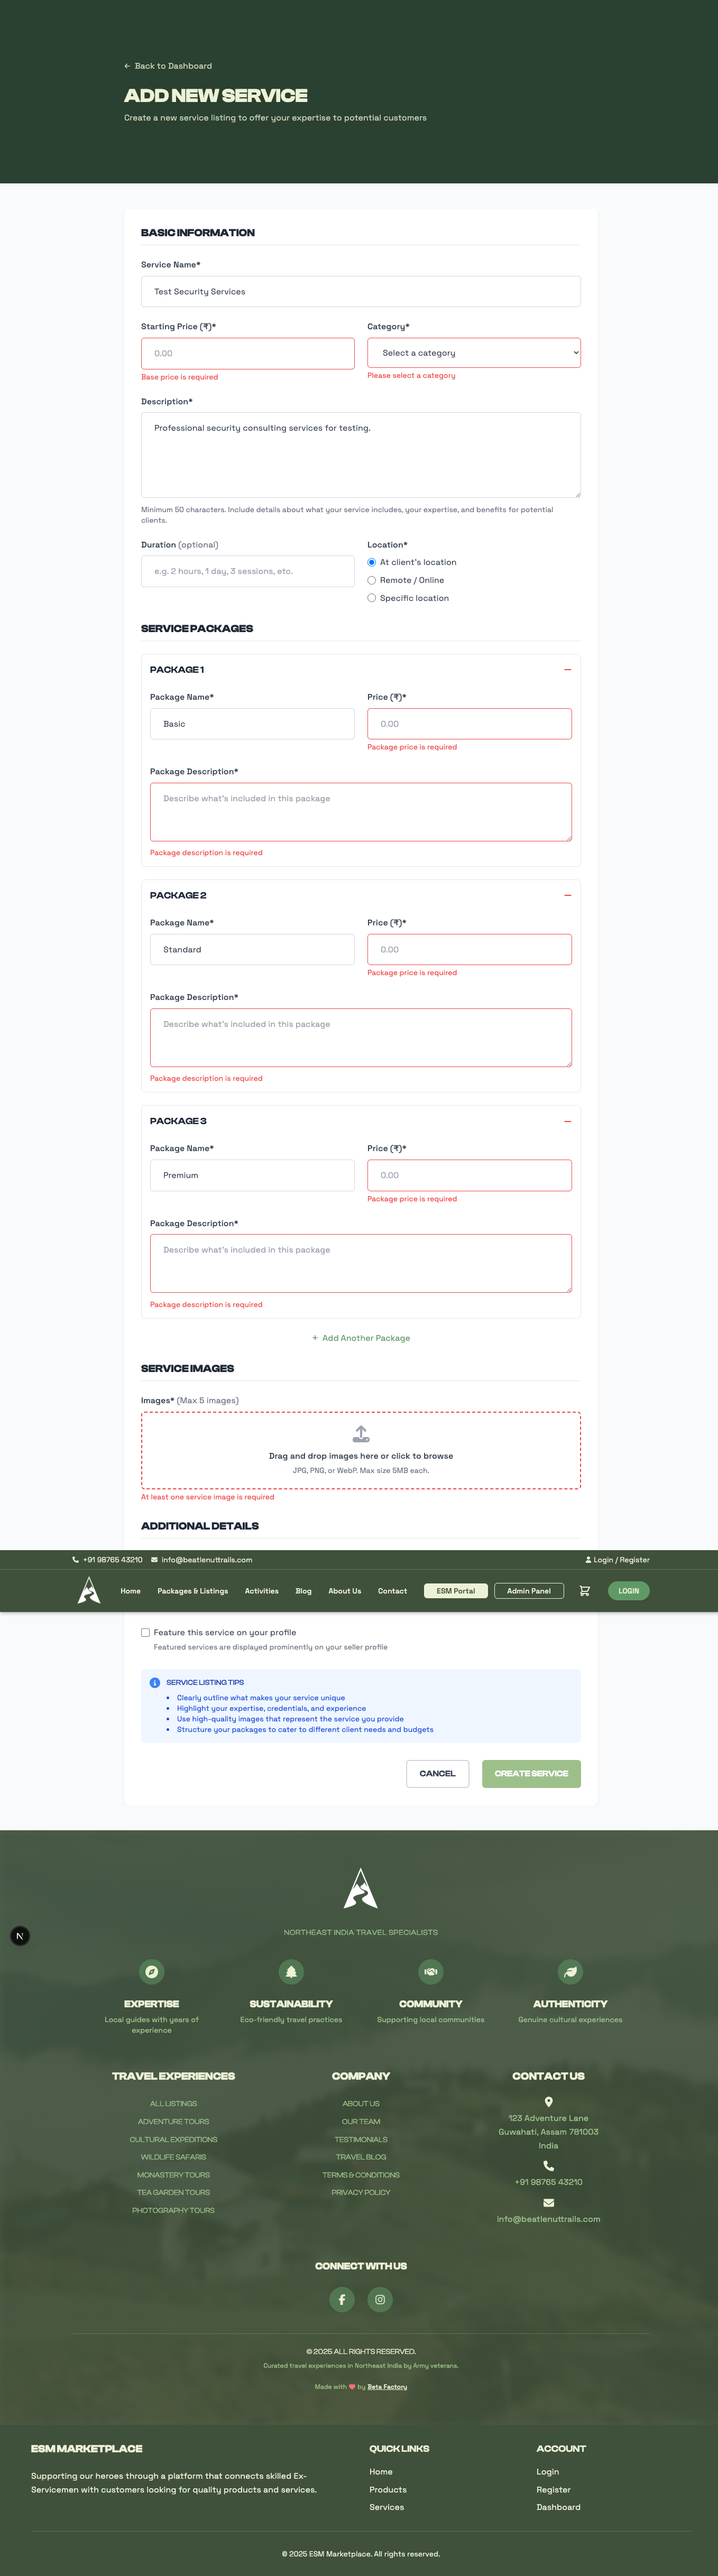 ← Back to Dashboard
ADD NEW SERVICE
Create a new service listing to offer your expertise to potential customers
BASIC INFORMATION
Service Name*
Test Security Services
Starting Price (₹)*
Category*
0.00
Select a category
Base price is required
Please select a category
Description*
Professional security consulting services for testing.
Minimum 50 characters. Include details about what your service includes, your expertise, and benefits for potential
clients.
Duration (optional)
Location*
e.g. 2 hours, 1 day, 3 sessions, etc.
At client's location
Remote / Online
Specific location
SERVICE PACKAGES
PACKAGE 1
Package Name*
Price (₹)*
Basic
0.00
Package price is required
Package Description*
Describe what's included in this package
Package description is required
PACKAGE 2
Package Name*
Price (₹)*
Standard
0.00
Package price is required
Package Description*
Describe what's included in this package
Package description is required
PACKAGE 3
Package Name*
Price (₹)*
Premium
0.00
Package price is required
Package Description*
Describe what's included in this package
Package description is required
+ Add Another Package
SERVICE IMAGES
Images* (Max 5 images)
Drag and drop images here or click to browse
JPG, PNG, or WebP. Max size 5MB each.
At least one service image is required
ADDITIONAL DETAILS
+91 98765 43210 info@beatlenuttrails.com
Login / Register
Home Packages & Listings Activities Blog About Us Contact ESM Portal Admin Panel LOGIN
Feature this service on your profile
Featured services are displayed prominently on your seller profile
SERVICE LISTING TIPS
• Clearly outline what makes your service unique
• Highlight your expertise, credentials, and experience
• Use high-quality images that represent the service you provide
• Structure your packages to cater to different client needs and budgets
CANCEL CREATE SERVICE
N
NORTHEAST INDIA TRAVEL SPECIALISTS
EXPERTISE
Local guides with years of
experience
SUSTAINABILITY
Eco-friendly travel practices
COMMUNITY
Supporting local communities
AUTHENTICITY
Genuine cultural experiences
TRAVEL EXPERIENCES
ALL LISTINGS
ADVENTURE TOURS
CULTURAL EXPEDITIONS
WILDLIFE SAFARIS
MONASTERY TOURS
TEA GARDEN TOURS
PHOTOGRAPHY TOURS
COMPANY
ABOUT US
OUR TEAM
TESTIMONIALS
TRAVEL BLOG
TERMS & CONDITIONS
PRIVACY POLICY
CONTACT US
123 Adventure Lane
Guwahati, Assam 781003
India
+91 98765 43210
info@beatlenuttrails.com
CONNECT WITH US
© 2025 ALL RIGHTS RESERVED.
Curated travel experiences in Northeast India by Army veterans.
Made with ❤ by Beta Factory
ESM MARKETPLACE
Supporting our heroes through a platform that connects skilled Ex-
Servicemen with customers looking for quality products and services.
QUICK LINKS
Home
Products
Services
ACCOUNT
Login
Register
Dashboard
© 2025 ESM Marketplace. All rights reserved.